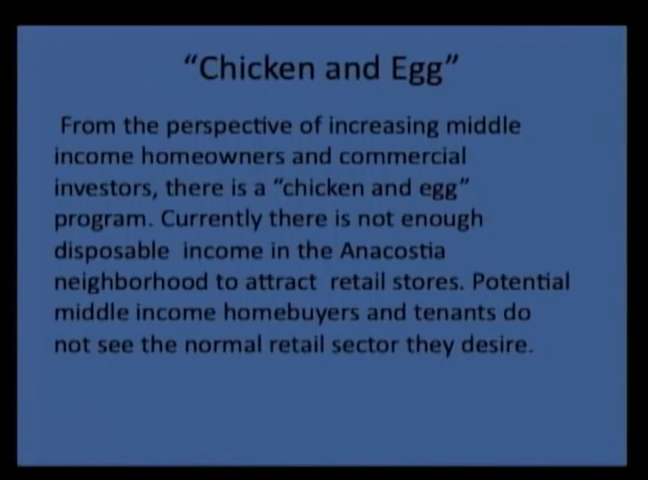 “Chicken and Egg”
From the perspective of increasing middle
income homeowners and commercial
investors, there is a “chicken and egg”
program. Currently there is not enough
disposable  income in the Anacostia
neighborhood to attract  retail stores. Potential
middle income homebuyers and tenants do
not see the normal retail sector they desire.